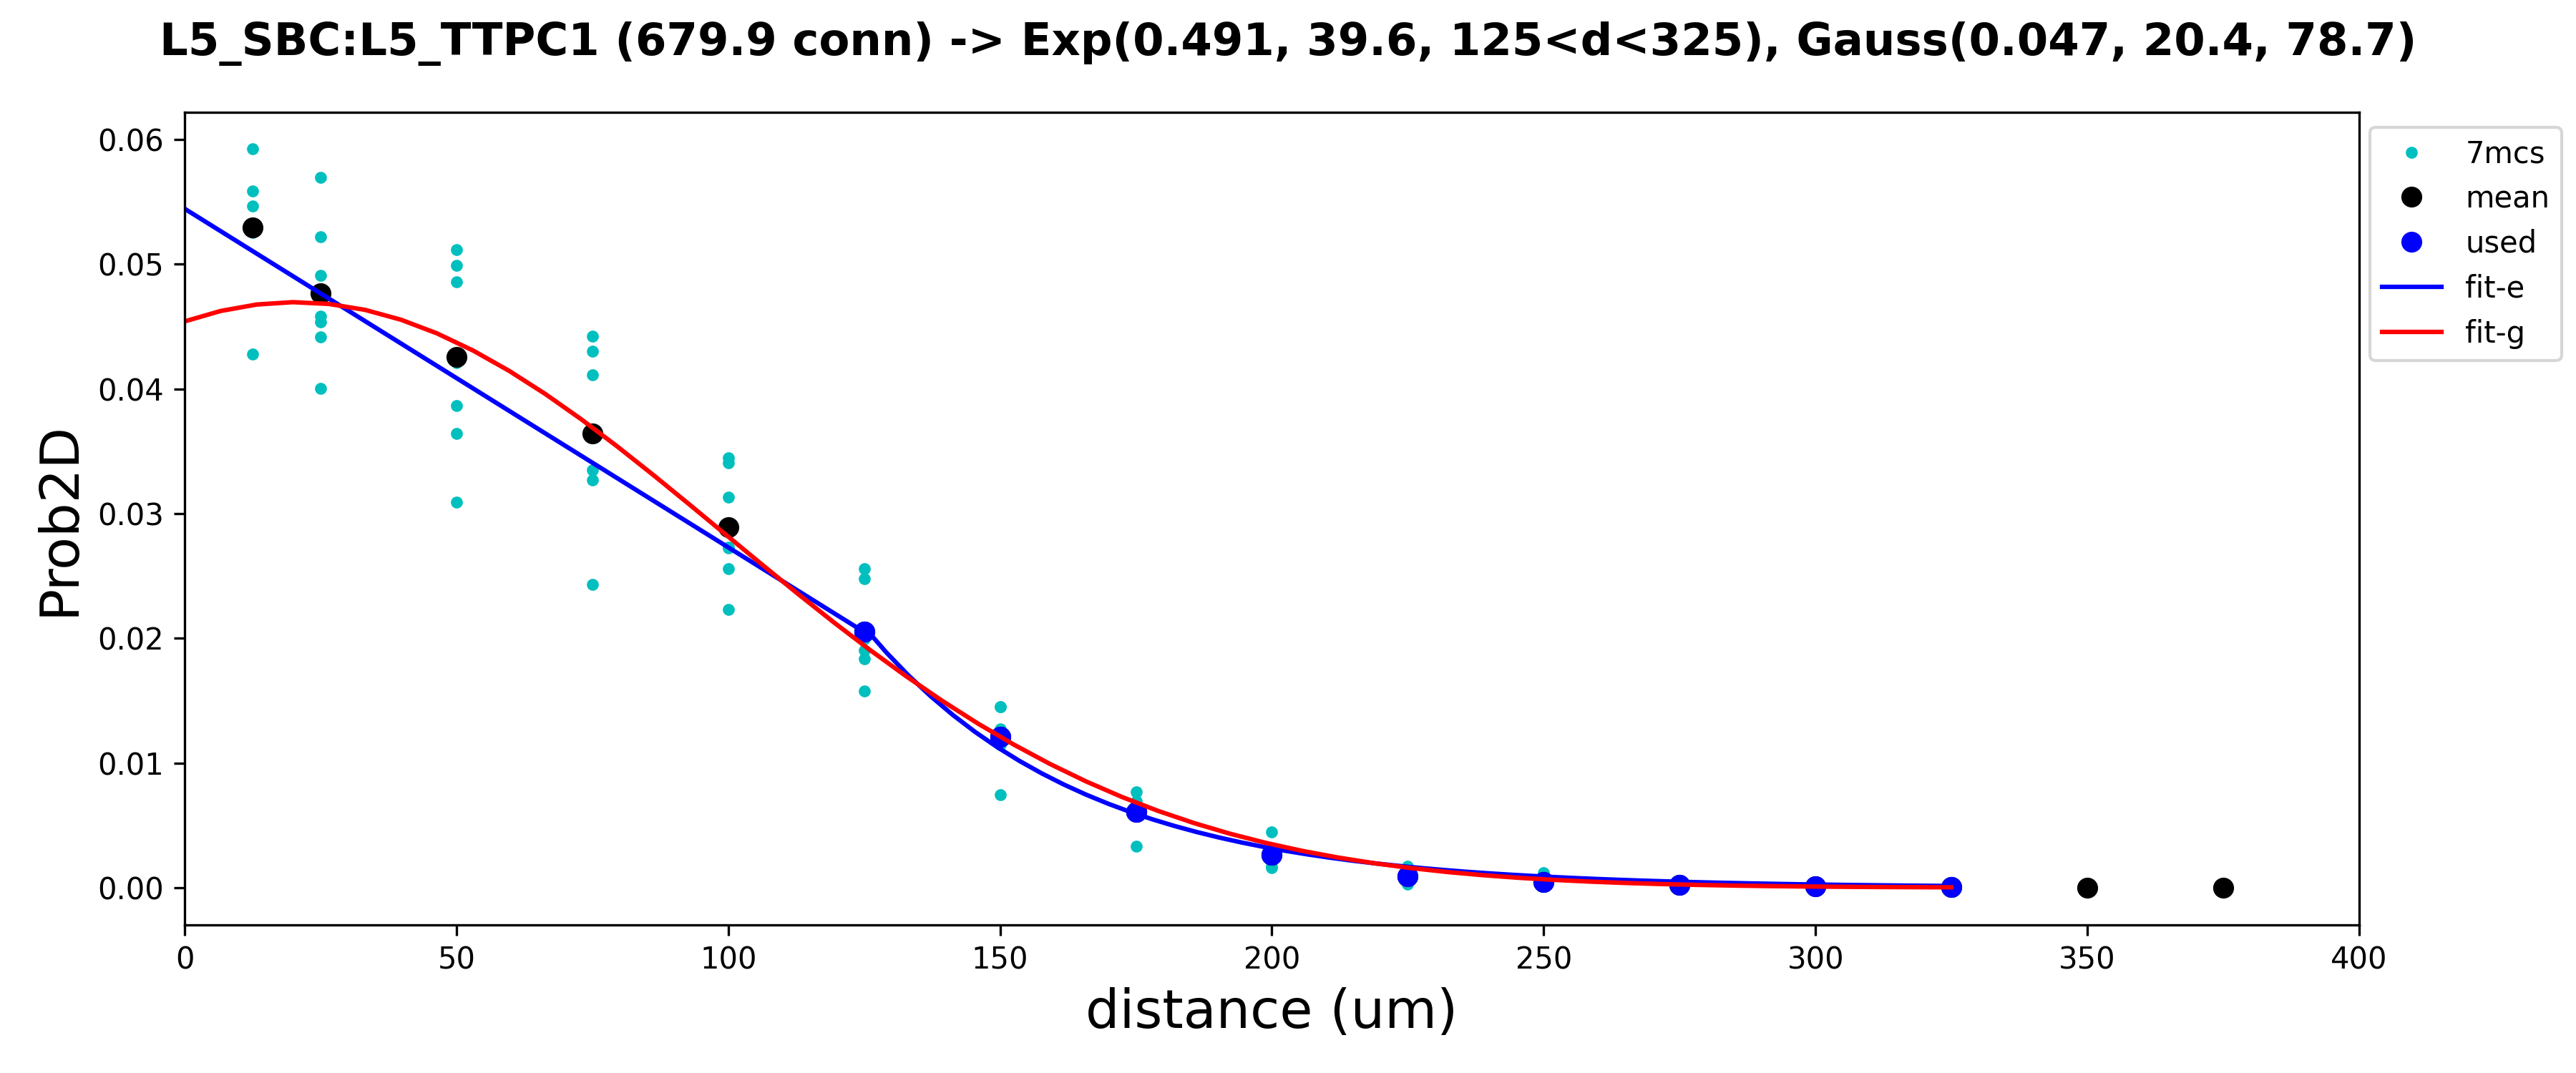 L5_SBC:L5_TTPC1 (679.9 conn) -> Exp(0.491, 39.6, 125<d<325), Gauss(0.047, 20.4, 78.7)
0.06
0.05
0.04
0.03
0.02
0.01
0.00
Prob2D
0 50 100 150 200 250 300 350 400
distance (um)
7mcs
mean
used
fit-e
fit-g